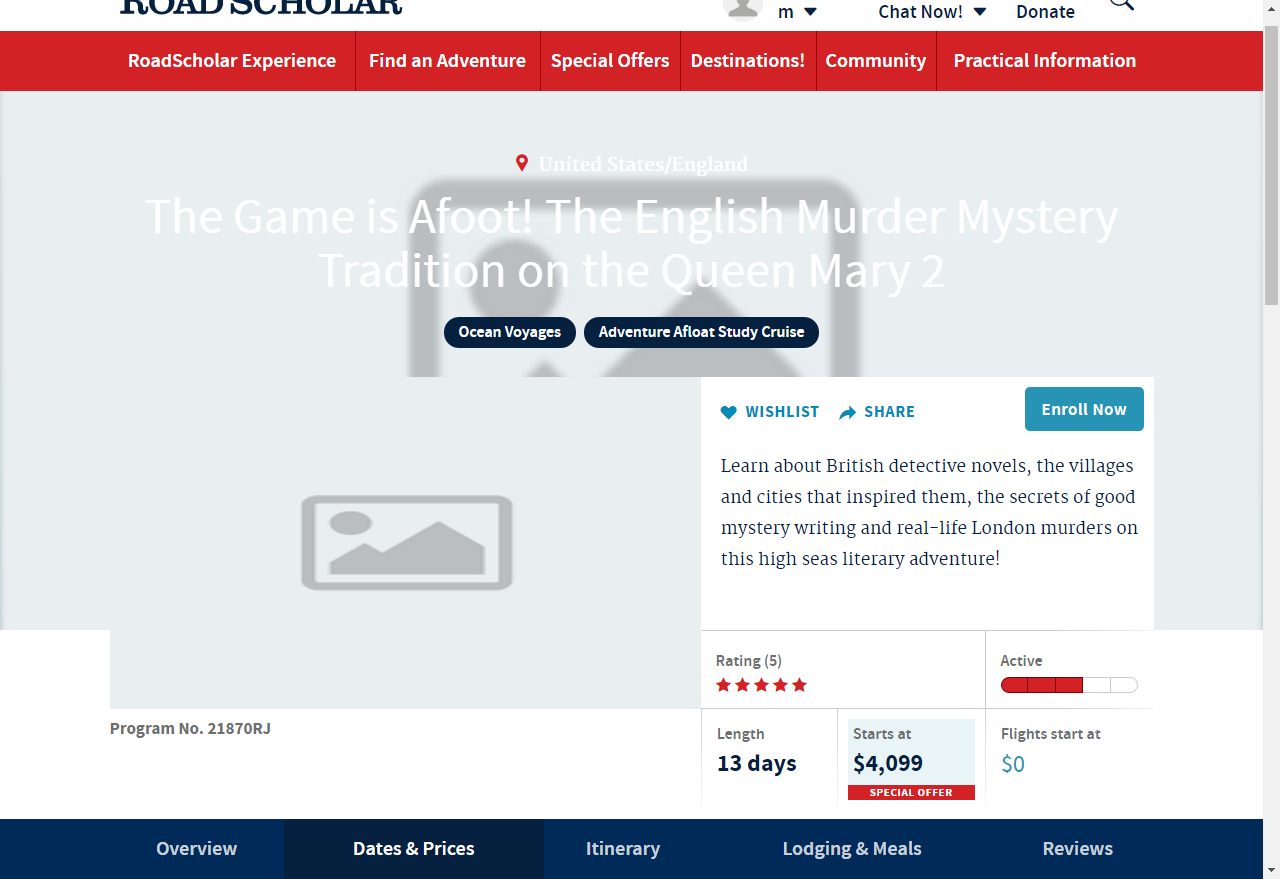 ROAD SCHOLAR
m
Chat Now!
Donate
RoadScholar Experience
Find an Adventure
Special Offers
Destinations!
Community
Practical Information
United States/England
The Game is Afoot! The English Murder Mystery
Tradition on the Queen Mary 2
Ocean Voyages
Adventure Afloat Study Cruise
WISHLIST
SHARE
Enroll Now
Learn about British detective novels, the villages
and cities that inspired them, the secrets of good
mystery writing and real-life London murders on
this high seas literary adventure!
Rating (5)
Active
Program No. 21870RJ
Length
13 days
Starts at
$4,099
SPECIAL OFFER
Flights start at
$0
Overview
Dates & Prices
Itinerary
Lodging & Meals
Reviews